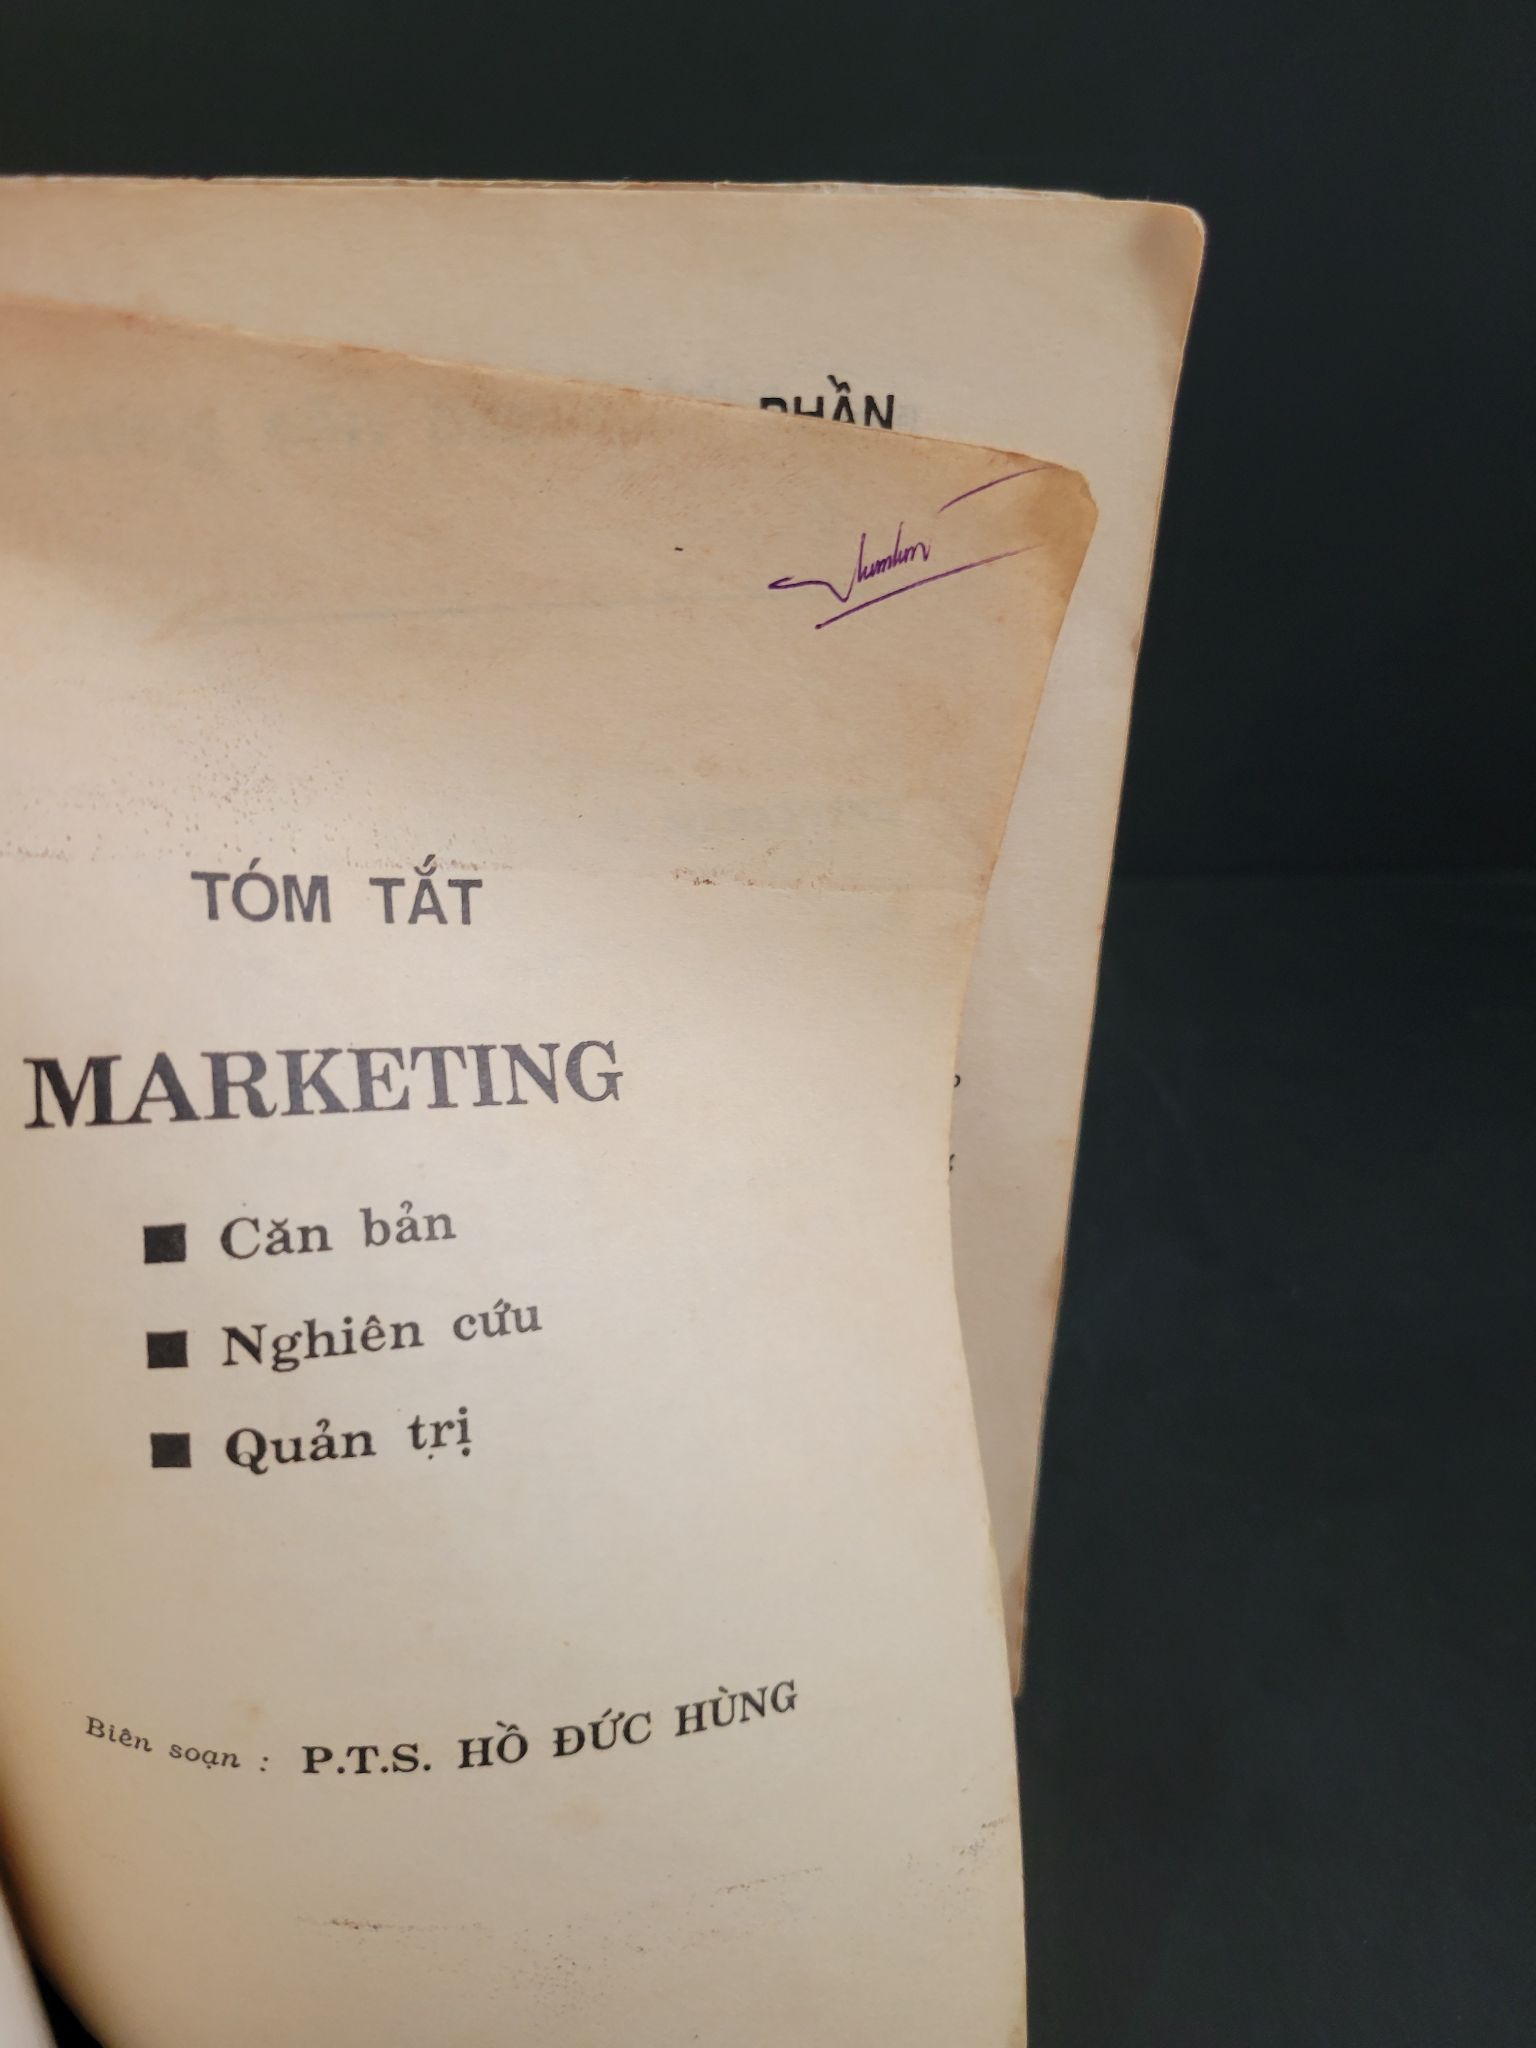 PHẦN
TÓM TẮT
MARKETING
■ Căn bản
■ Nghiên cứu
■ Quản trị
Biên soạn : P.T.S. HỒ ĐỨC HÙNG